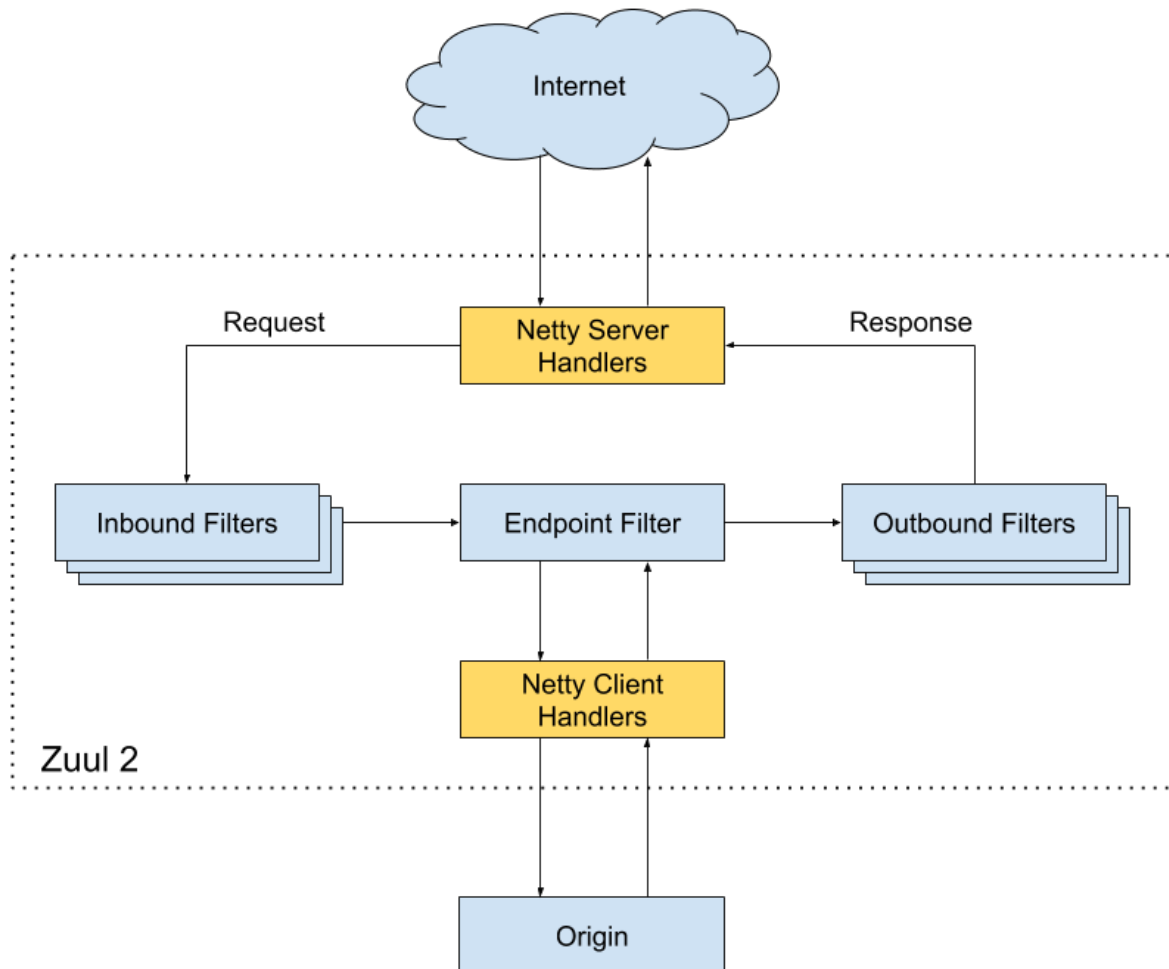 Internet
Request
Netty Server
Handlers
Response
Inbound Filters
Endpoint Filter
Outbound Filters
Netty Client
Handlers
Zuul 2
Origin